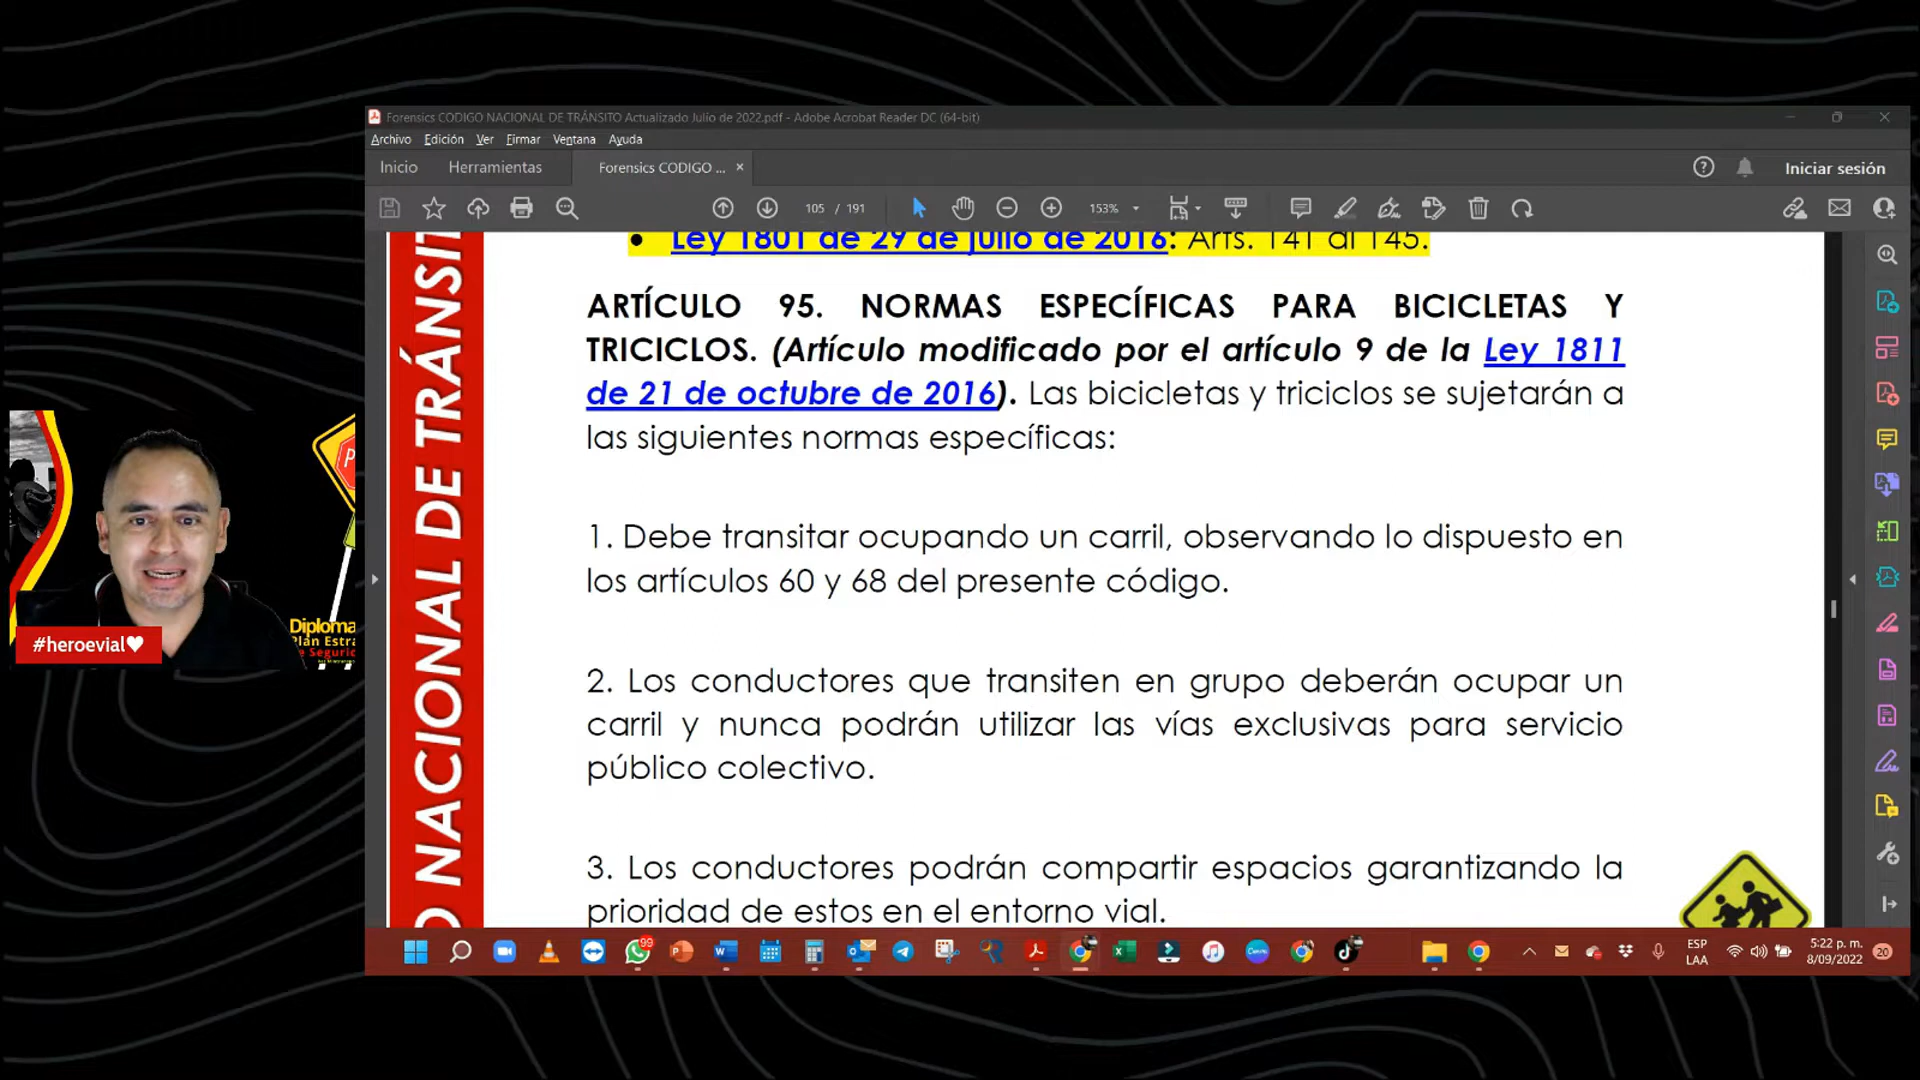 Forensics CODIGO NACIONAL DE TRÁNSITO Actualizado Julio de 2022.pdf - Adobe Acrobat Reader DC (64-bit)
Archivo Edición Ver Firmar Ventana Ayuda
Inicio Herramientas Forensics CODIGO ... × Iniciar sesión
105 / 191 153%
O NACIONAL DE TRÁNSIT
Ley 1801 de 29 de julio de 2016: Arts. 141 al 145.
ARTÍCULO 95. NORMAS ESPECÍFICAS PARA BICICLETAS Y
TRICICLOS. (Artículo modificado por el artículo 9 de la Ley 1811
de 21 de octubre de 2016). Las bicicletas y triciclos se sujetarán a
las siguientes normas específicas:
1. Debe transitar ocupando un carril, observando lo dispuesto en
los artículos 60 y 68 del presente código.
2. Los conductores que transiten en grupo deberán ocupar un
carril y nunca podrán utilizar las vías exclusivas para servicio
público colectivo.
3. Los conductores podrán compartir espacios garantizando la
prioridad de estos en el entorno vial.
P
#heroevial
Diploma
Plan Estra
e Segurid
99
ESP
LAA
5:22 p. m.
8/09/2022
20